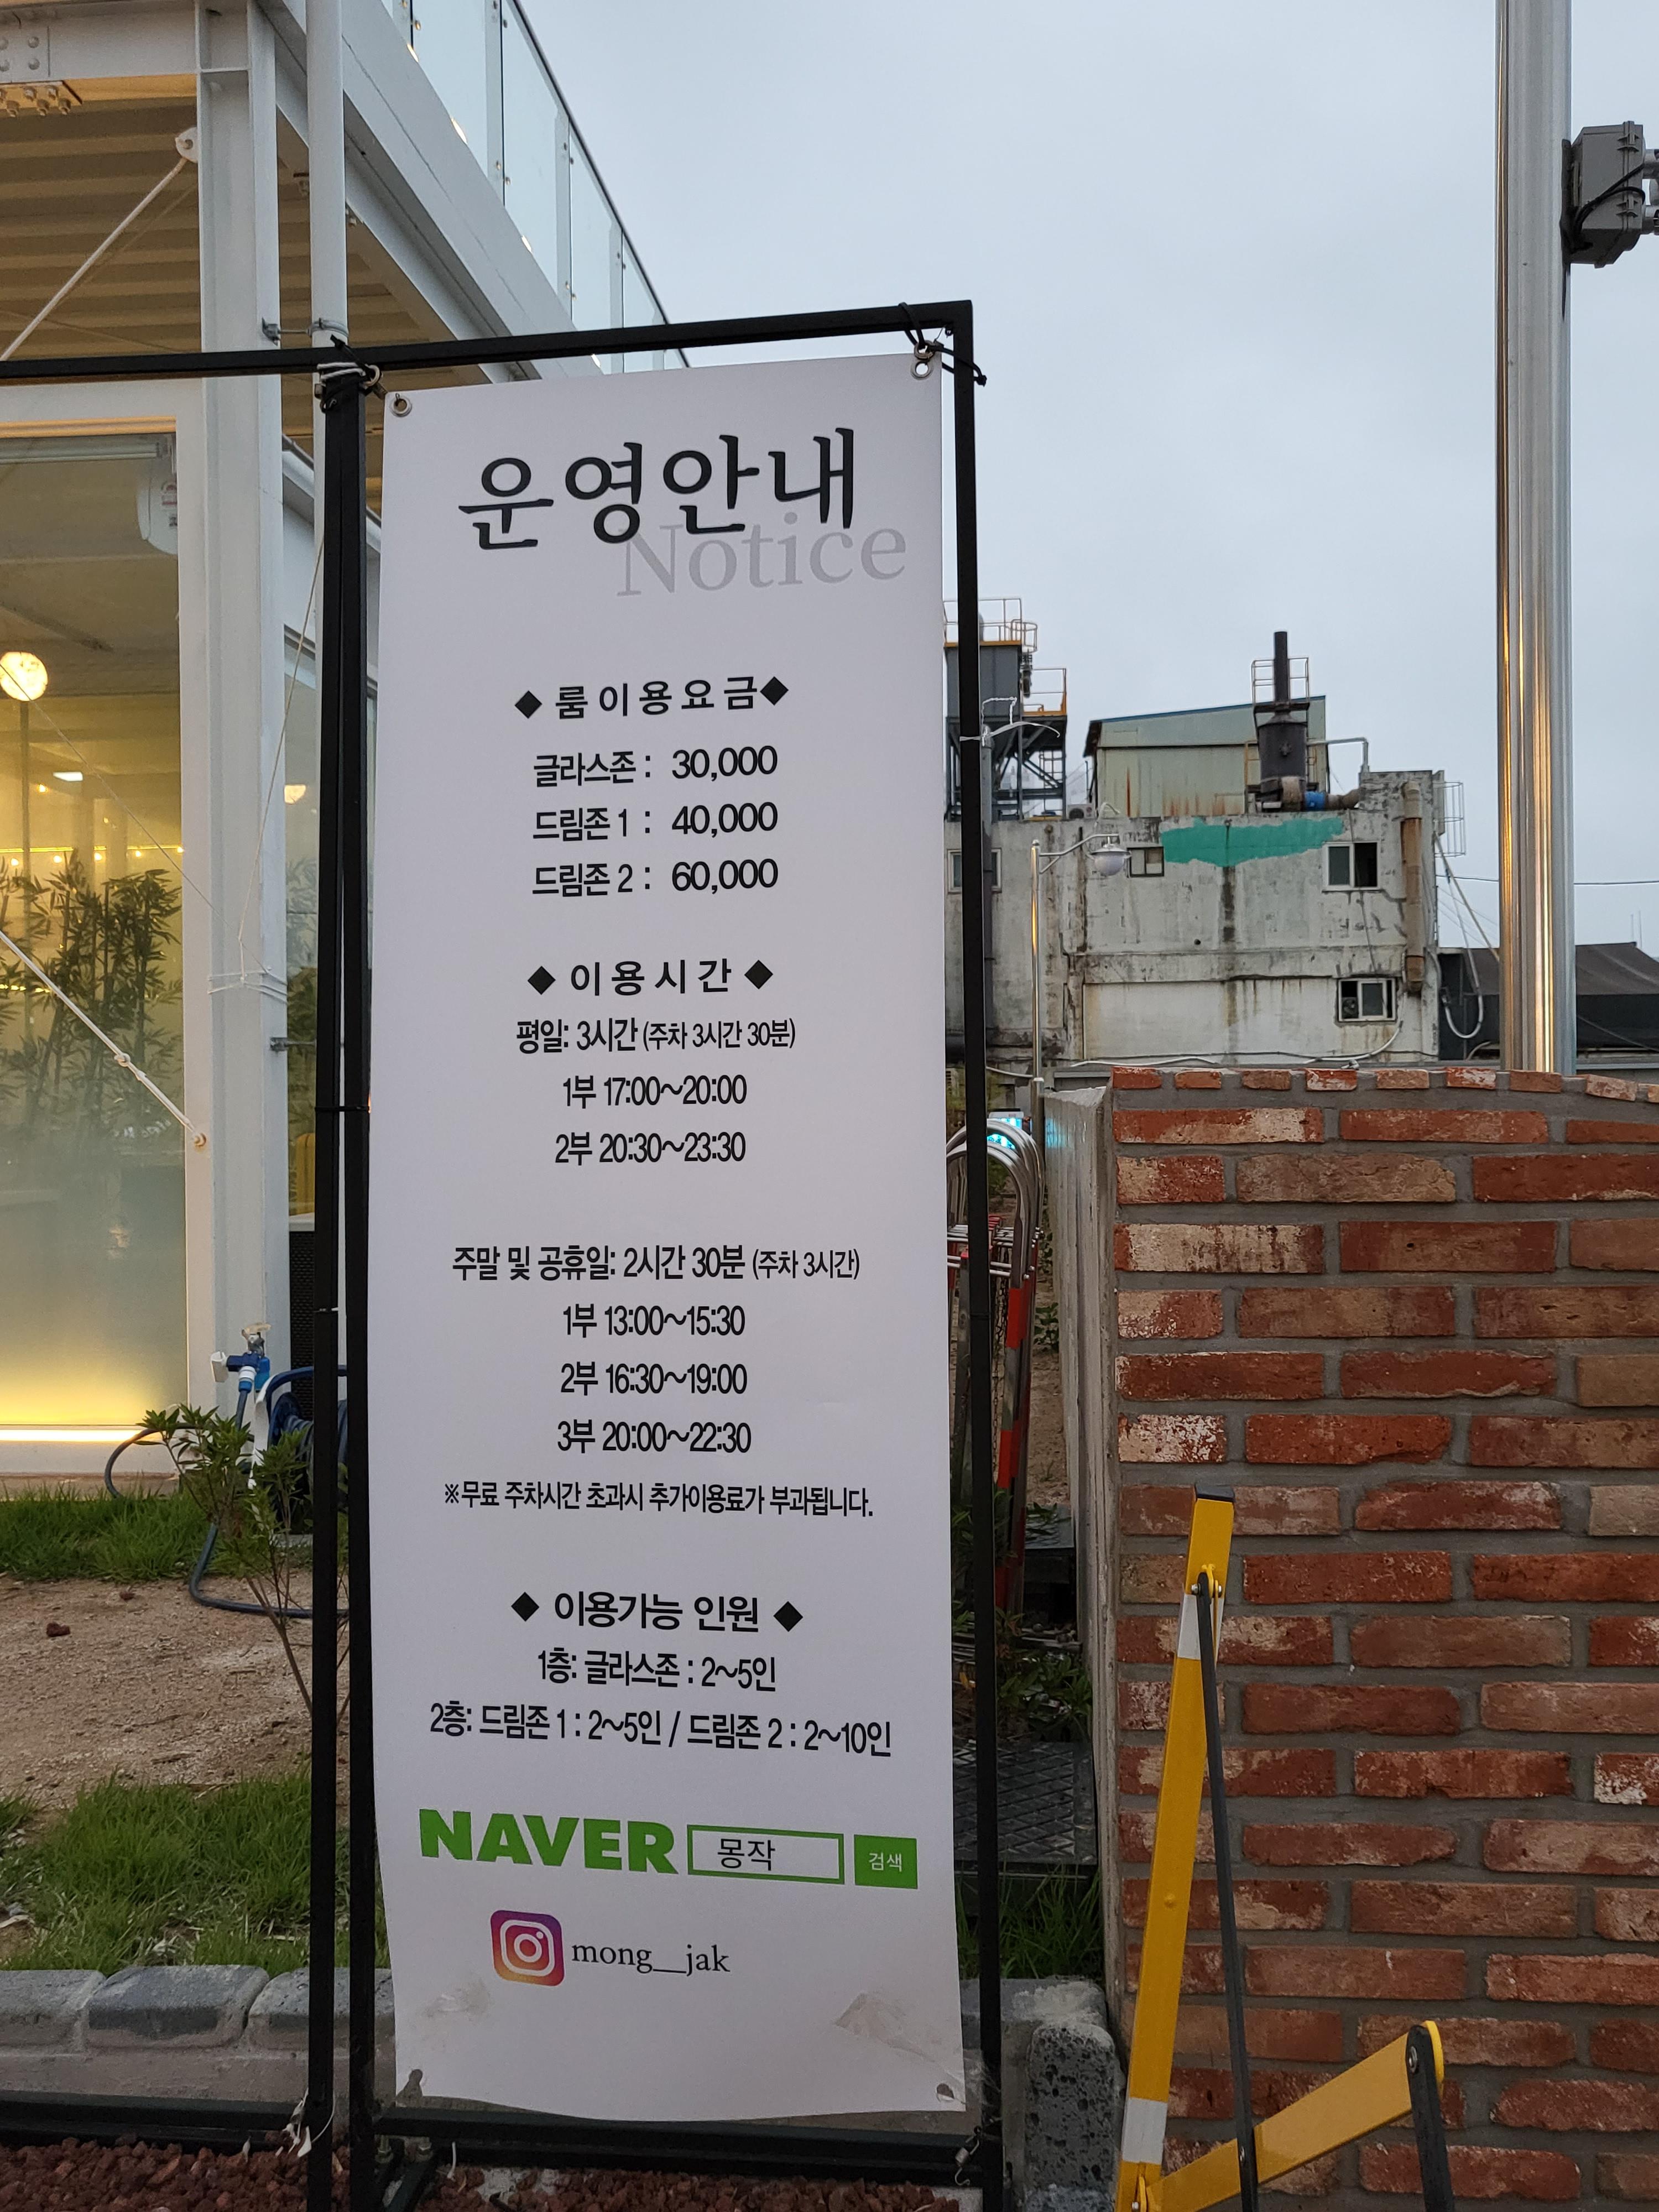 운영안내
Notice
◆ 룸 이 용 요 금 ◆
글라스존 : 30,000
드림존 1 : 40,000
드림존 2 : 60,000
◆ 이 용 시 간 ◆
평일: 3시간 (주차 3시간 30분)
1부 17:00~20:00
2부 20:30~23:30
주말 및 공휴일: 2시간 30분 (주차 3시간)
1부 13:00~15:30
2부 16:30~19:00
3부 20:00~22:30
※무료 주차시간 초과시 추가이용료가 부과됩니다.
◆ 이용가능 인원 ◆
1층: 글라스존 : 2~5인
2층: 드림존 1 : 2~5인 / 드림존 2 : 2~10인
NAVER 몽작 검색
mong__jak